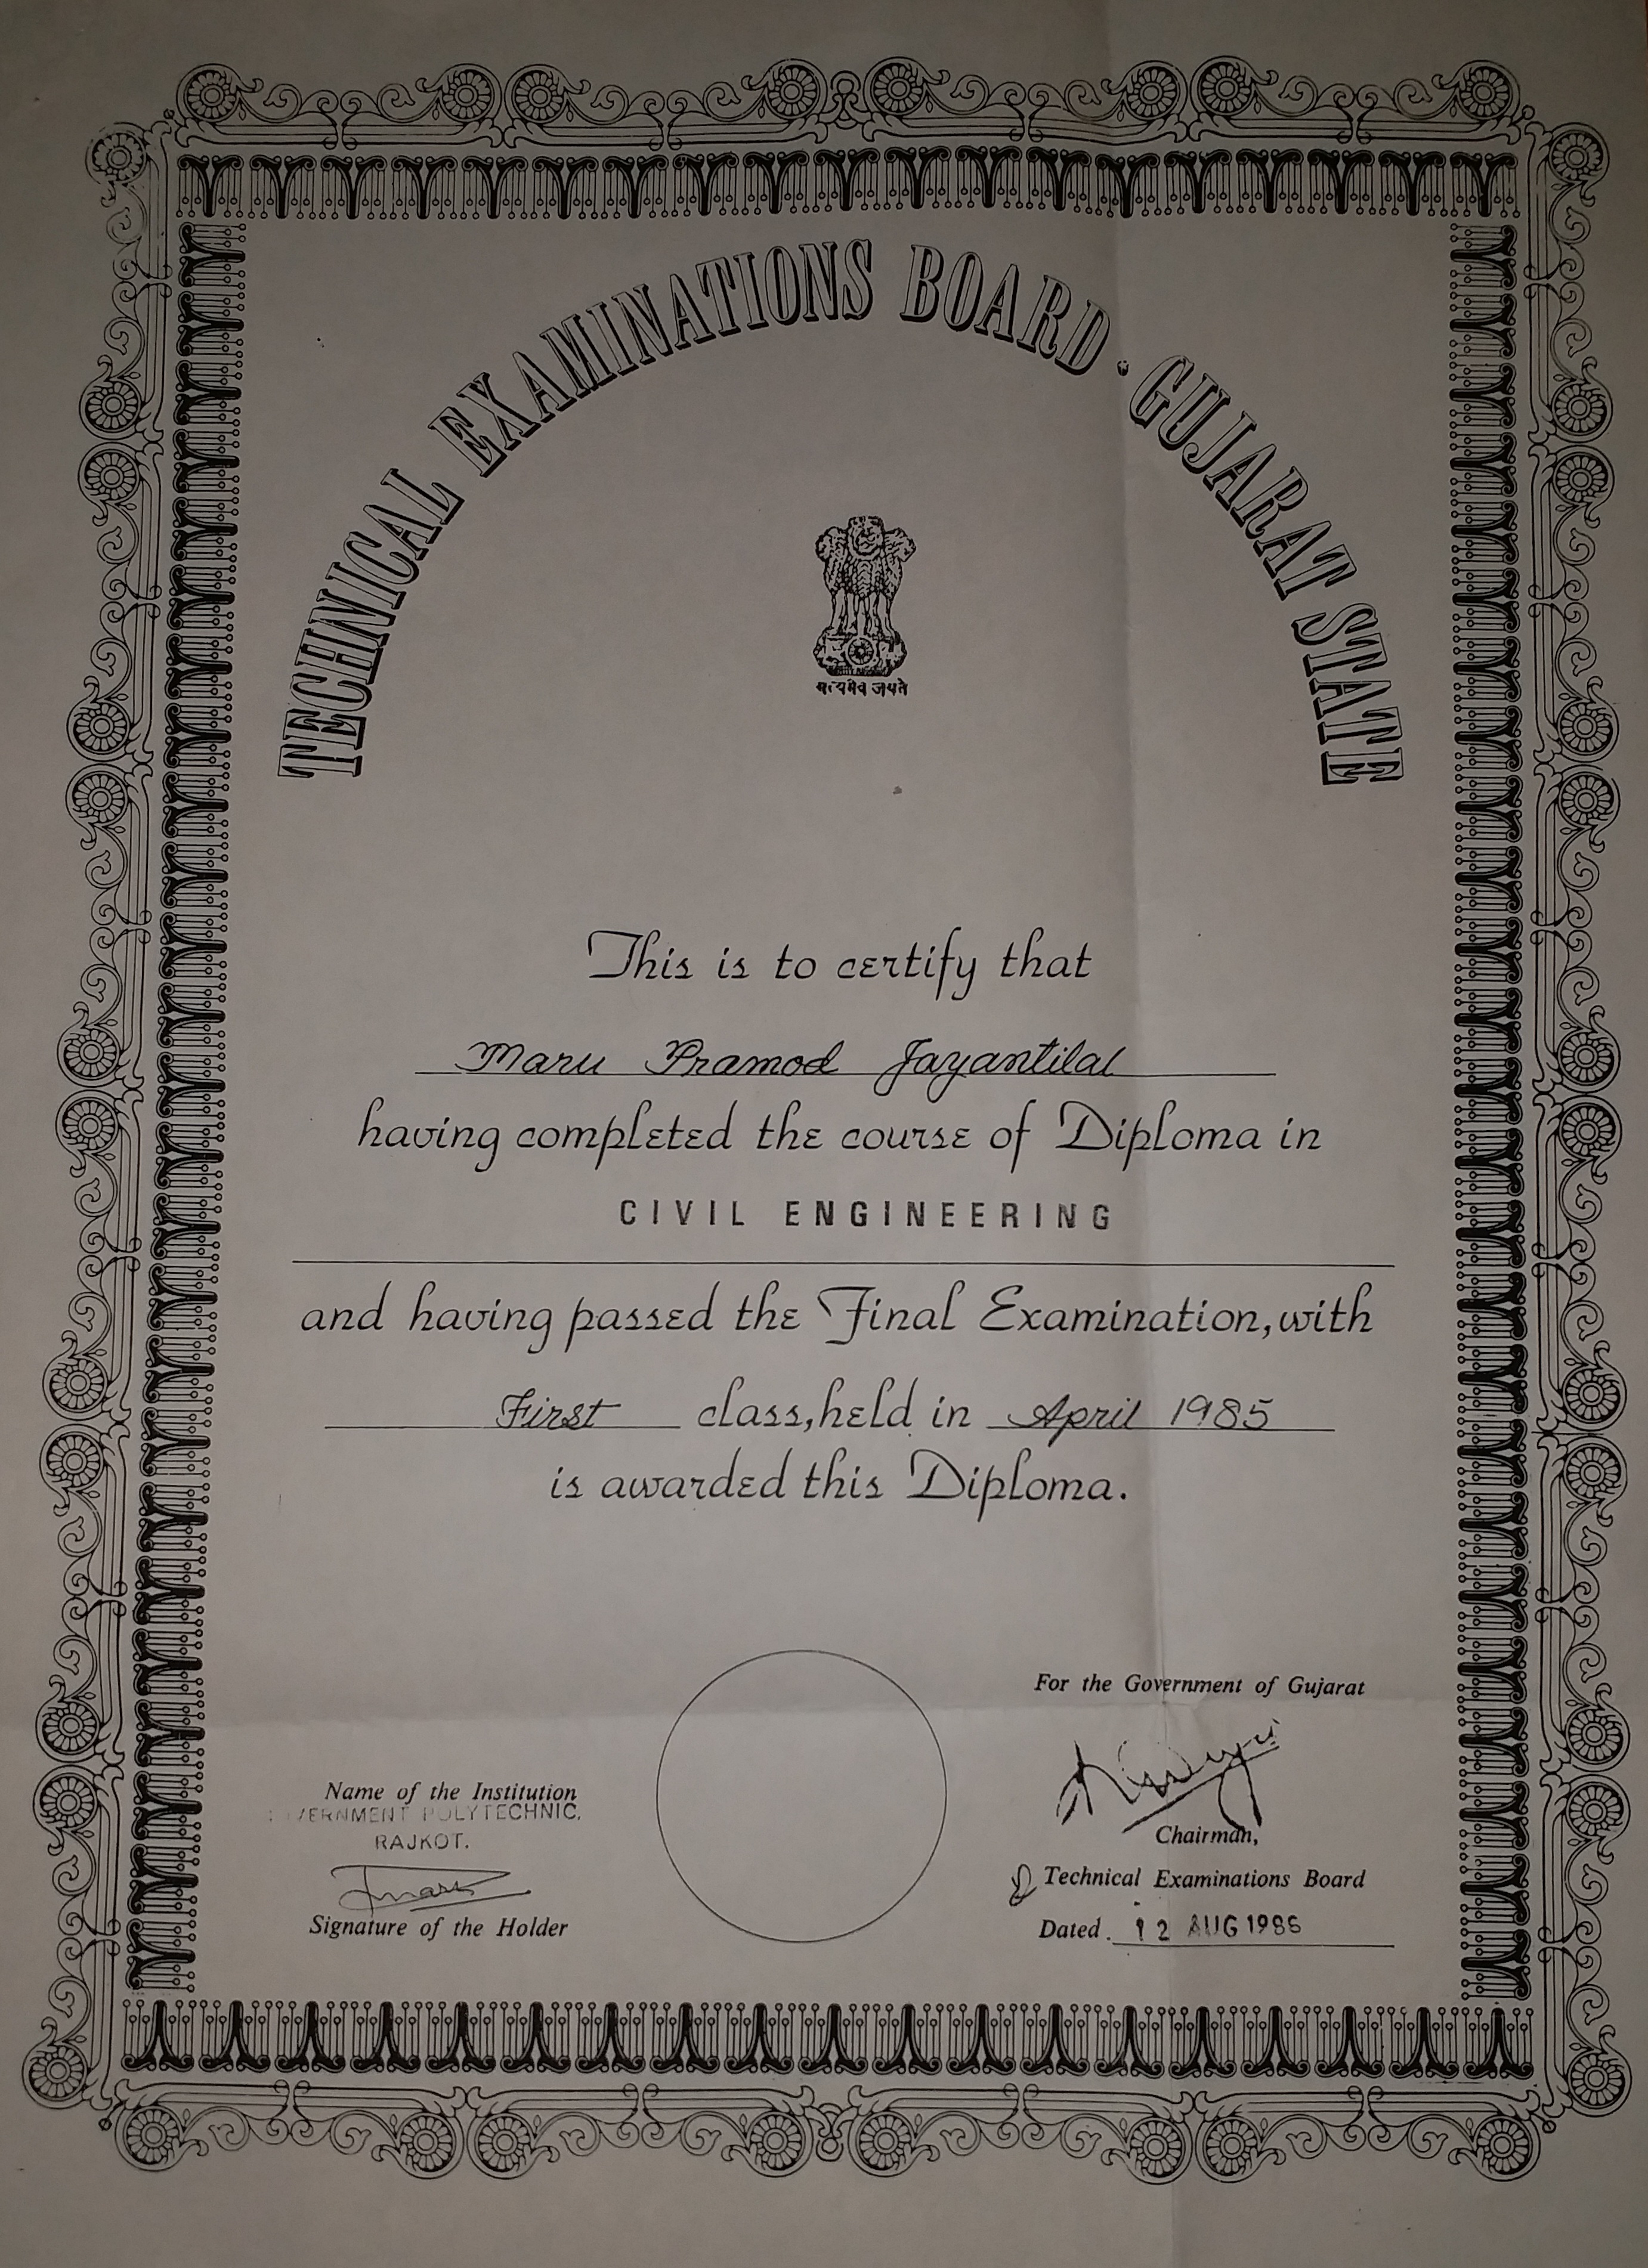 TECHNICAL EXAMINATIONS BOARD · GUJARAT STATE
सत्यमेव जयते
This is to certify that
Maru Pramod Jayantilal
having completed the course of Diploma in
CIVIL ENGINEERING
and having passed the Final Examination, with
First class, held in April 1985
is awarded this Diploma.
For the Government of Gujarat
Name of the Institution
VERNMENT POLYTECHNIC.
RAJKOT.
Chairman,
Technical Examinations Board
Signature of the Holder
Dated. 12 AUG 1986